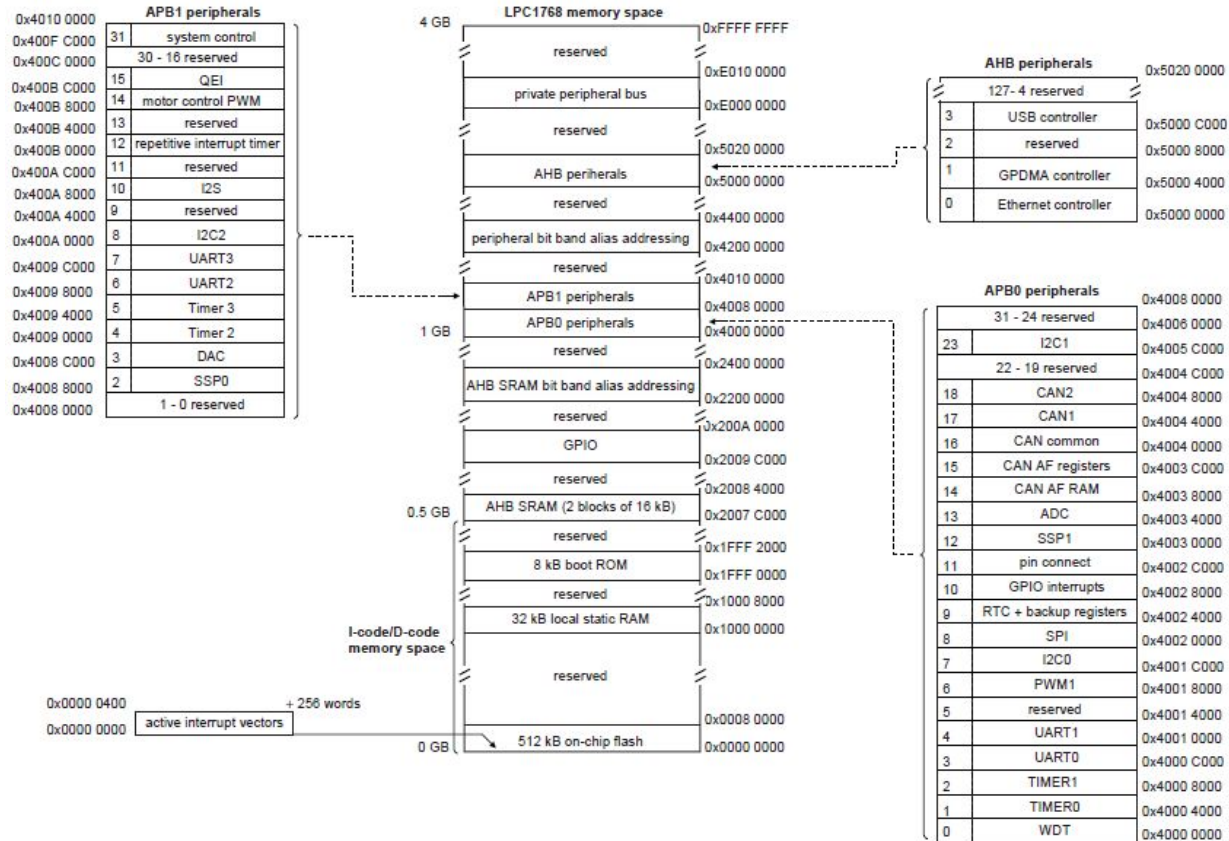 APB1 peripherals
0x4010 0000
31 system control
0x400F C000
30 - 16 reserved
0x400C 0000
15 QEI
0x400B C000
14 motor control PWM
0x400B 8000
13 reserved
0x400B 4000
12 repetitive interrupt timer
0x400B 0000
11 reserved
0x400A C000
10 I2S
0x400A 8000
9 reserved
0x400A 4000
8 I2C2
0x400A 0000
7 UART3
0x4009 C000
6 UART2
0x4009 8000
5 Timer 3
0x4009 4000
4 Timer 2
0x4009 0000
3 DAC
0x4008 C000
2 SSP0
0x4008 8000
1 - 0 reserved
0x4008 0000
LPC1768 memory space
4 GB
0xFFFF FFFF
reserved
0xE010 0000
private peripheral bus
0xE000 0000
reserved
0x5020 0000
AHB periherals
0x5000 0000
reserved
0x4400 0000
peripheral bit band alias addressing
0x4200 0000
reserved
0x4010 0000
APB1 peripherals
0x4008 0000
APB0 peripherals
1 GB
0x4000 0000
reserved
0x2400 0000
AHB SRAM bit band alias addressing
0x2200 0000
reserved
0x200A 0000
GPIO
0x2009 C000
reserved
0x2008 4000
AHB SRAM (2 blocks of 16 kB)
0.5 GB
0x2007 C000
reserved
0x1FFF 2000
8 kB boot ROM
0x1FFF 0000
reserved
0x1000 8000
32 kB local static RAM
0x1000 0000
I-code/D-code
memory space
reserved
0x0008 0000
512 kB on-chip flash
0 GB
0x0000 0000
0x0000 0400
+ 256 words
active interrupt vectors
0x0000 0000
AHB peripherals
0x5020 0000
127- 4 reserved
3 USB controller
0x5000 C000
2 reserved
0x5000 8000
1 GPDMA controller
0x5000 4000
0 Ethernet controller
0x5000 0000
APB0 peripherals
0x4008 0000
31 - 24 reserved
0x4006 0000
23 I2C1
0x4005 C000
22 - 19 reserved
0x4004 C000
18 CAN2
0x4004 8000
17 CAN1
0x4004 4000
16 CAN common
0x4004 0000
15 CAN AF registers
0x4003 C000
14 CAN AF RAM
0x4003 8000
13 ADC
0x4003 4000
12 SSP1
0x4003 0000
11 pin connect
0x4002 C000
10 GPIO interrupts
0x4002 8000
9 RTC + backup registers
0x4002 4000
8 SPI
0x4002 0000
7 I2C0
0x4001 C000
6 PWM1
0x4001 8000
5 reserved
0x4001 4000
4 UART1
0x4001 0000
3 UART0
0x4000 C000
2 TIMER1
0x4000 8000
1 TIMER0
0x4000 4000
0 WDT
0x4000 0000